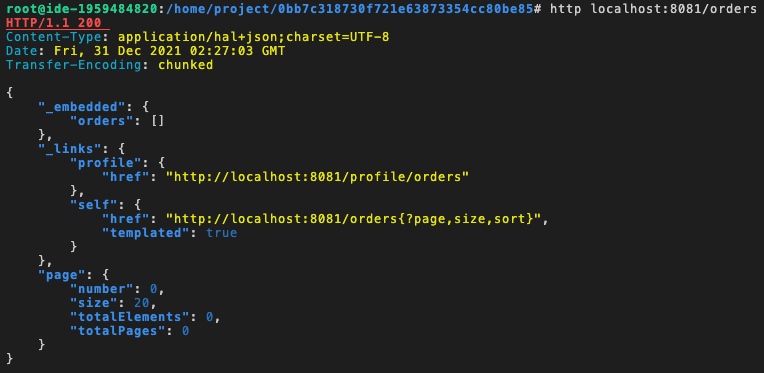 root@ide-1959484820:/home/project/0bb7c318730f721e63873354cc80be85# http localhost:8081/orders
HTTP/1.1 200
Content-Type: application/hal+json;charset=UTF-8
Date: Fri, 31 Dec 2021 02:27:03 GMT
Transfer-Encoding: chunked

{
    "_embedded": {
        "orders": []
    },
    "_links": {
        "profile": {
            "href": "http://localhost:8081/profile/orders"
        },
        "self": {
            "href": "http://localhost:8081/orders{?page,size,sort}",
            "templated": true
        }
    },
    "page": {
        "number": 0,
        "size": 20,
        "totalElements": 0,
        "totalPages": 0
    }
}